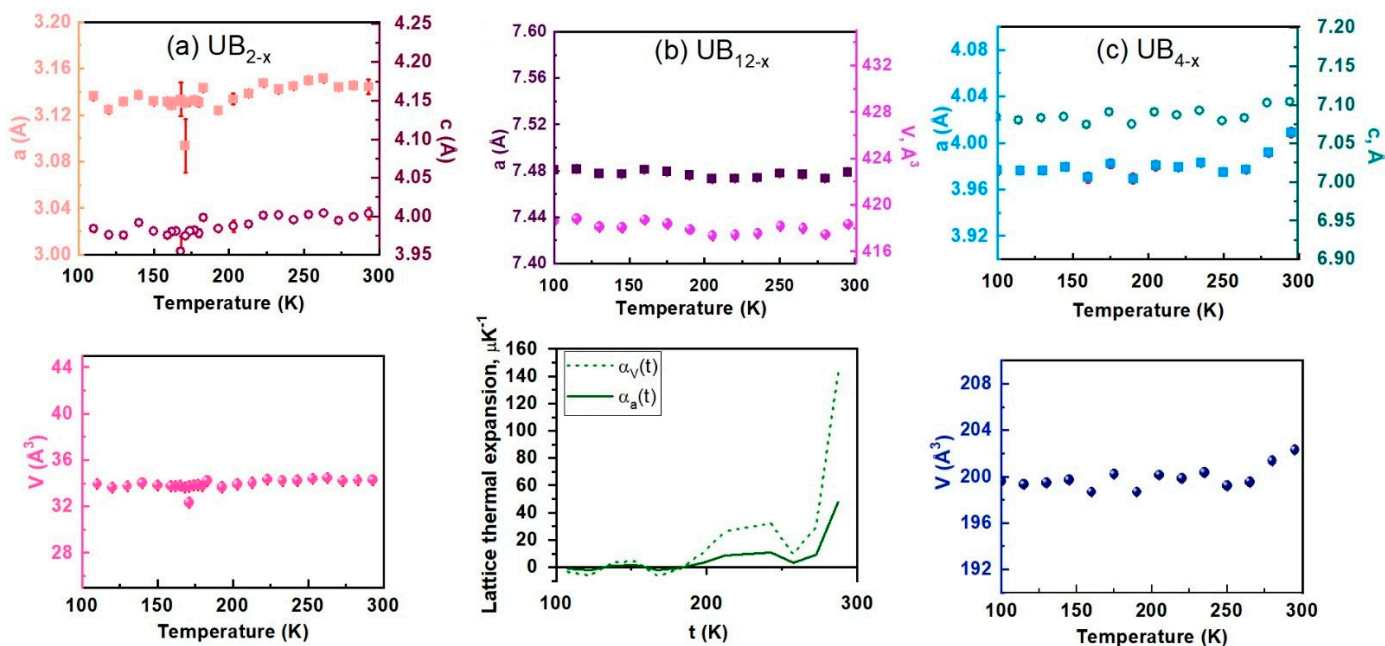 (a) UB2-x
3.20
3.16
3.12
3.08
3.04
3.00
a (Å)
4.25
4.20
4.15
4.10
4.05
4.00
3.95
c (Å)
100 150 200 250 300
Temperature (K)
(b) UB12-x
7.60
7.56
7.52
7.48
7.44
7.40
a (Å)
432
428
424
420
416
V, Å3
100 150 200 250 300
Temperature (K)
(c) UB4-x
4.08
4.04
4.00
3.96
3.92
a (Å)
7.20
7.15
7.10
7.05
7.00
6.95
6.90
c, Å
100 150 200 250 300
Temperature (K)
44
40
36
32
28
V (Å3)
100 150 200 250 300
Temperature (K)
160
140
120
100
80
60
40
20
0
Lattice thermal expansion, μK-1
αV(t)
αa(t)
100 150 200 250 300
t (K)
208
204
200
196
192
V (Å3)
100 150 200 250 300
Temperature (K)